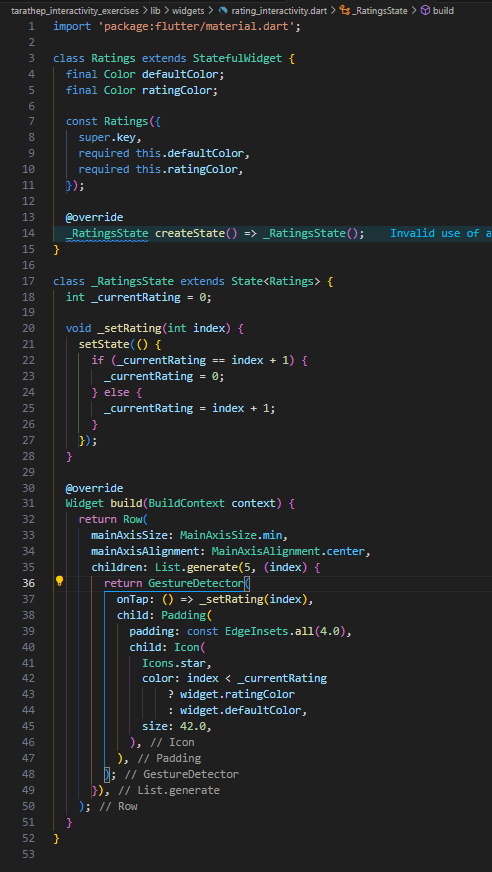 tarathep_interactivity_exercises > lib > widgets > rating_interactivity.dart > _RatingsState > build
1 import 'package:flutter/material.dart';
2
3 class Ratings extends StatefulWidget {
4   final Color defaultColor;
5   final Color ratingColor;
6
7   const Ratings({
8     super.key,
9     required this.defaultColor,
10     required this.ratingColor,
11   });
12
13   @override
14   _RatingsState createState() => _RatingsState();    Invalid use of a
15 }
16
17 class _RatingsState extends State<Ratings> {
18   int _currentRating = 0;
19
20   void _setRating(int index) {
21     setState(() {
22       if (_currentRating == index + 1) {
23         _currentRating = 0;
24       } else {
25         _currentRating = index + 1;
26       }
27     });
28   }
29
30   @override
31   Widget build(BuildContext context) {
32     return Row(
33       mainAxisSize: MainAxisSize.min,
34       mainAxisAlignment: MainAxisAlignment.center,
35       children: List.generate(5, (index) {
36         return GestureDetector(
37           onTap: () => _setRating(index),
38           child: Padding(
39             padding: const EdgeInsets.all(4.0),
40             child: Icon(
41               Icons.star,
42               color: index < _currentRating
43                   ? widget.ratingColor
44                   : widget.defaultColor,
45               size: 42.0,
46             ), // Icon
47           ), // Padding
48         ); // GestureDetector
49       }), // List.generate
50     ); // Row
51   }
52 }
53